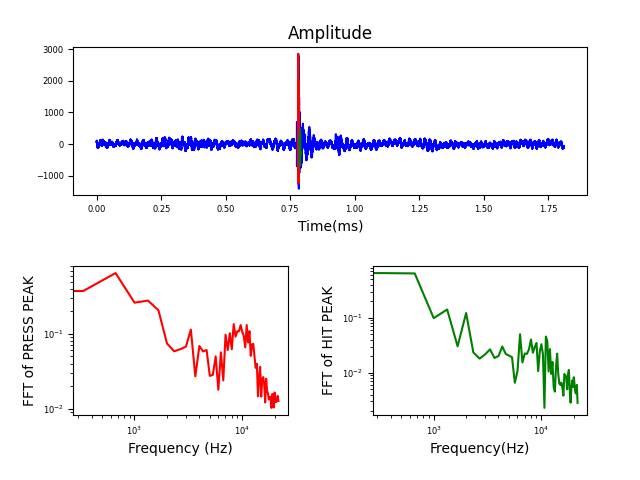 Amplitude
3000
2000
1000
0
−1000
0.00 0.25 0.50 0.75 1.00 1.25 1.50 1.75
Time(ms)
FFT of PRESS PEAK
10⁻¹
10⁻²
10³ 10⁴
Frequency (Hz)
FFT of HIT PEAK
10⁻¹
10⁻²
10³ 10⁴
Frequency(Hz)